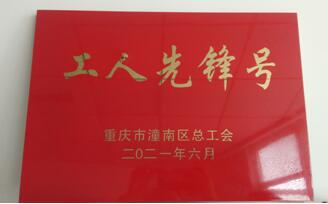 工人先锋号
重庆市潼南区总工会
二〇二一年六月